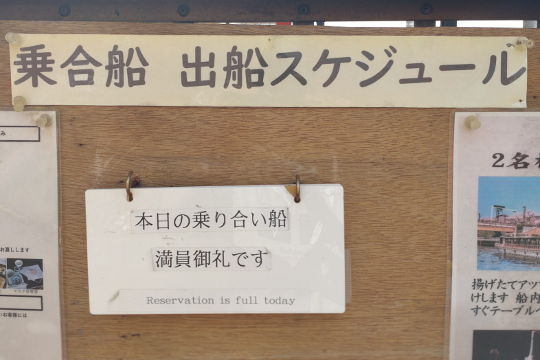 乗合船 出船スケジュール
本日の乗り合い船
満員御礼です
Reservation is full today
2名
揚げたてアツ
けします 船内
すぐテーブル